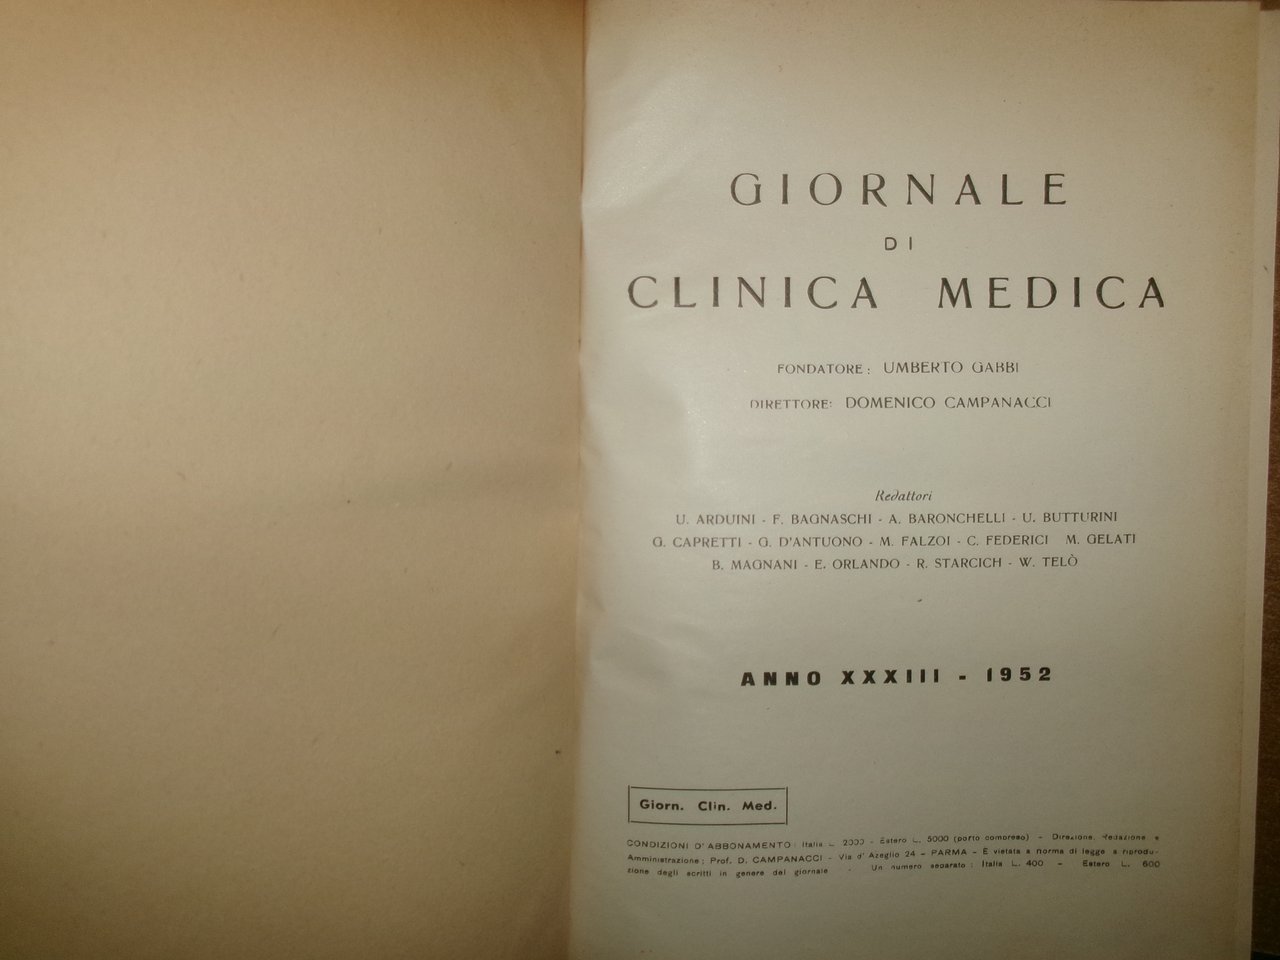 GIORNALE
DI
CLINICA MEDICA
FONDATORE: UMBERTO GABBI
DIRETTORE: DOMENICO CAMPANACCI
Redattori
U. ARDUINI - F. BAGNASCHI - A. BARONCHELLI - U. BUTTURINI
G. CAPRETTI - G. D'ANTUONO - M. FALZOI - C. FEDERICI M. GELATI
B. MAGNANI - E. ORLANDO - R. STARCICH - W. TELÒ
ANNO XXXIII - 1952
Giorn. Clin. Med.
CONDIZIONI D'ABBONAMENTO: Italia - 2000 - Estero L. 5000 (porto compreso) - Direzione, Redazione e
Amministrazione: Prof. D. CAMPANACCI - Via d'Azeglio 24 - PARMA - È vietata a norma di legge a riprodu-
zione degli scritti in genere del giornale - Un numero separato: Italia L. 400 - Estero L. 600